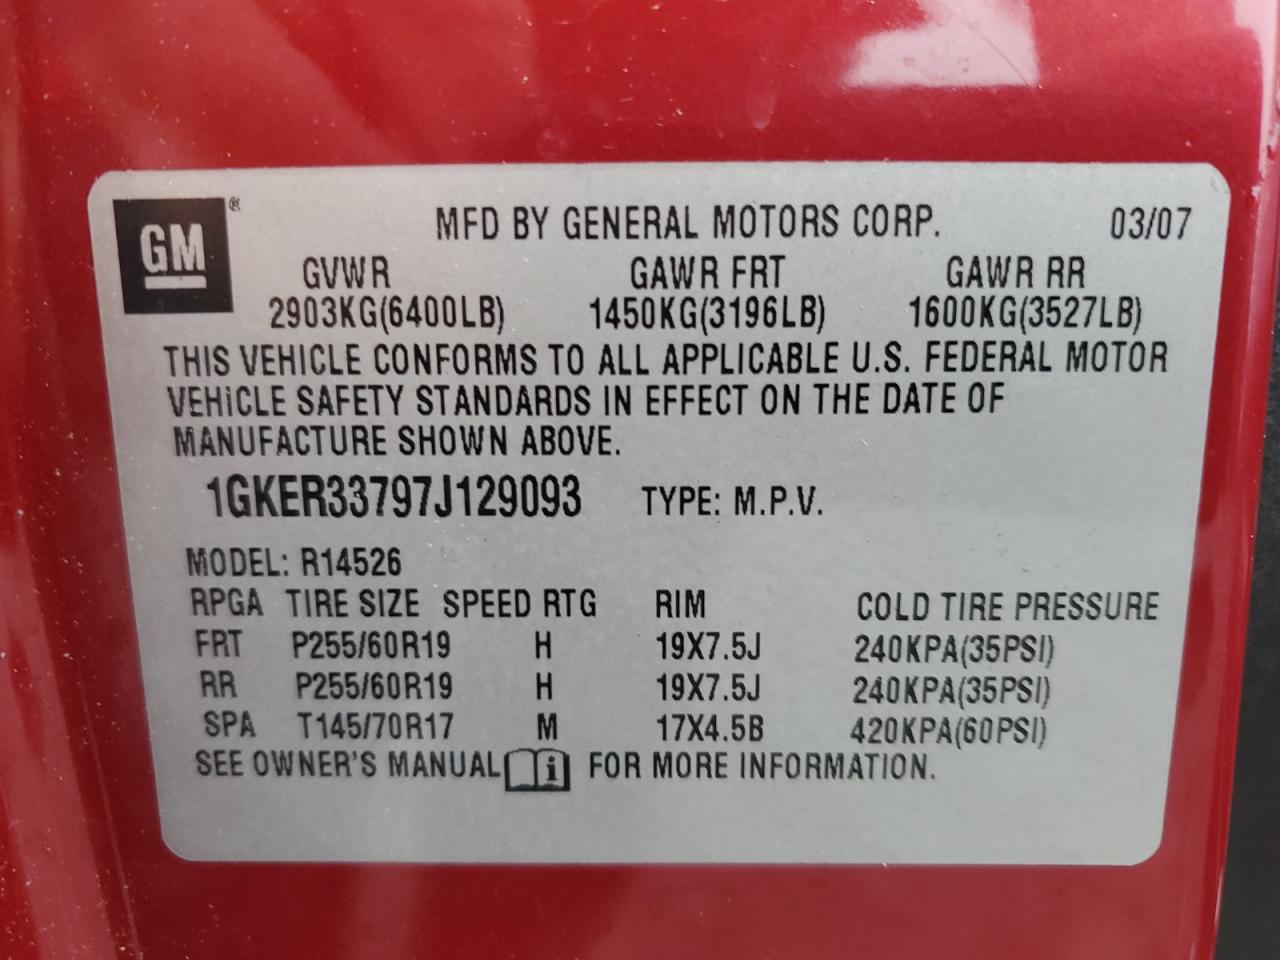 GM ® MFD BY GENERAL MOTORS CORP. 03/07
GVWR GAWR FRT GAWR RR
2903KG(6400LB) 1450KG(3196LB) 1600KG(3527LB)
THIS VEHICLE CONFORMS TO ALL APPLICABLE U.S. FEDERAL MOTOR
VEHICLE SAFETY STANDARDS IN EFFECT ON THE DATE OF
MANUFACTURE SHOWN ABOVE.
1GKER33797J129093 TYPE: M.P.V.
MODEL: R14526
RPGA TIRE SIZE SPEED RTG RIM COLD TIRE PRESSURE
FRT P255/60R19 H 19X7.5J 240KPA(35PSI)
RR P255/60R19 H 19X7.5J 240KPA(35PSI)
SPA T145/70R17 M 17X4.5B 420KPA(60PSI)
SEE OWNER'S MANUAL i FOR MORE INFORMATION.